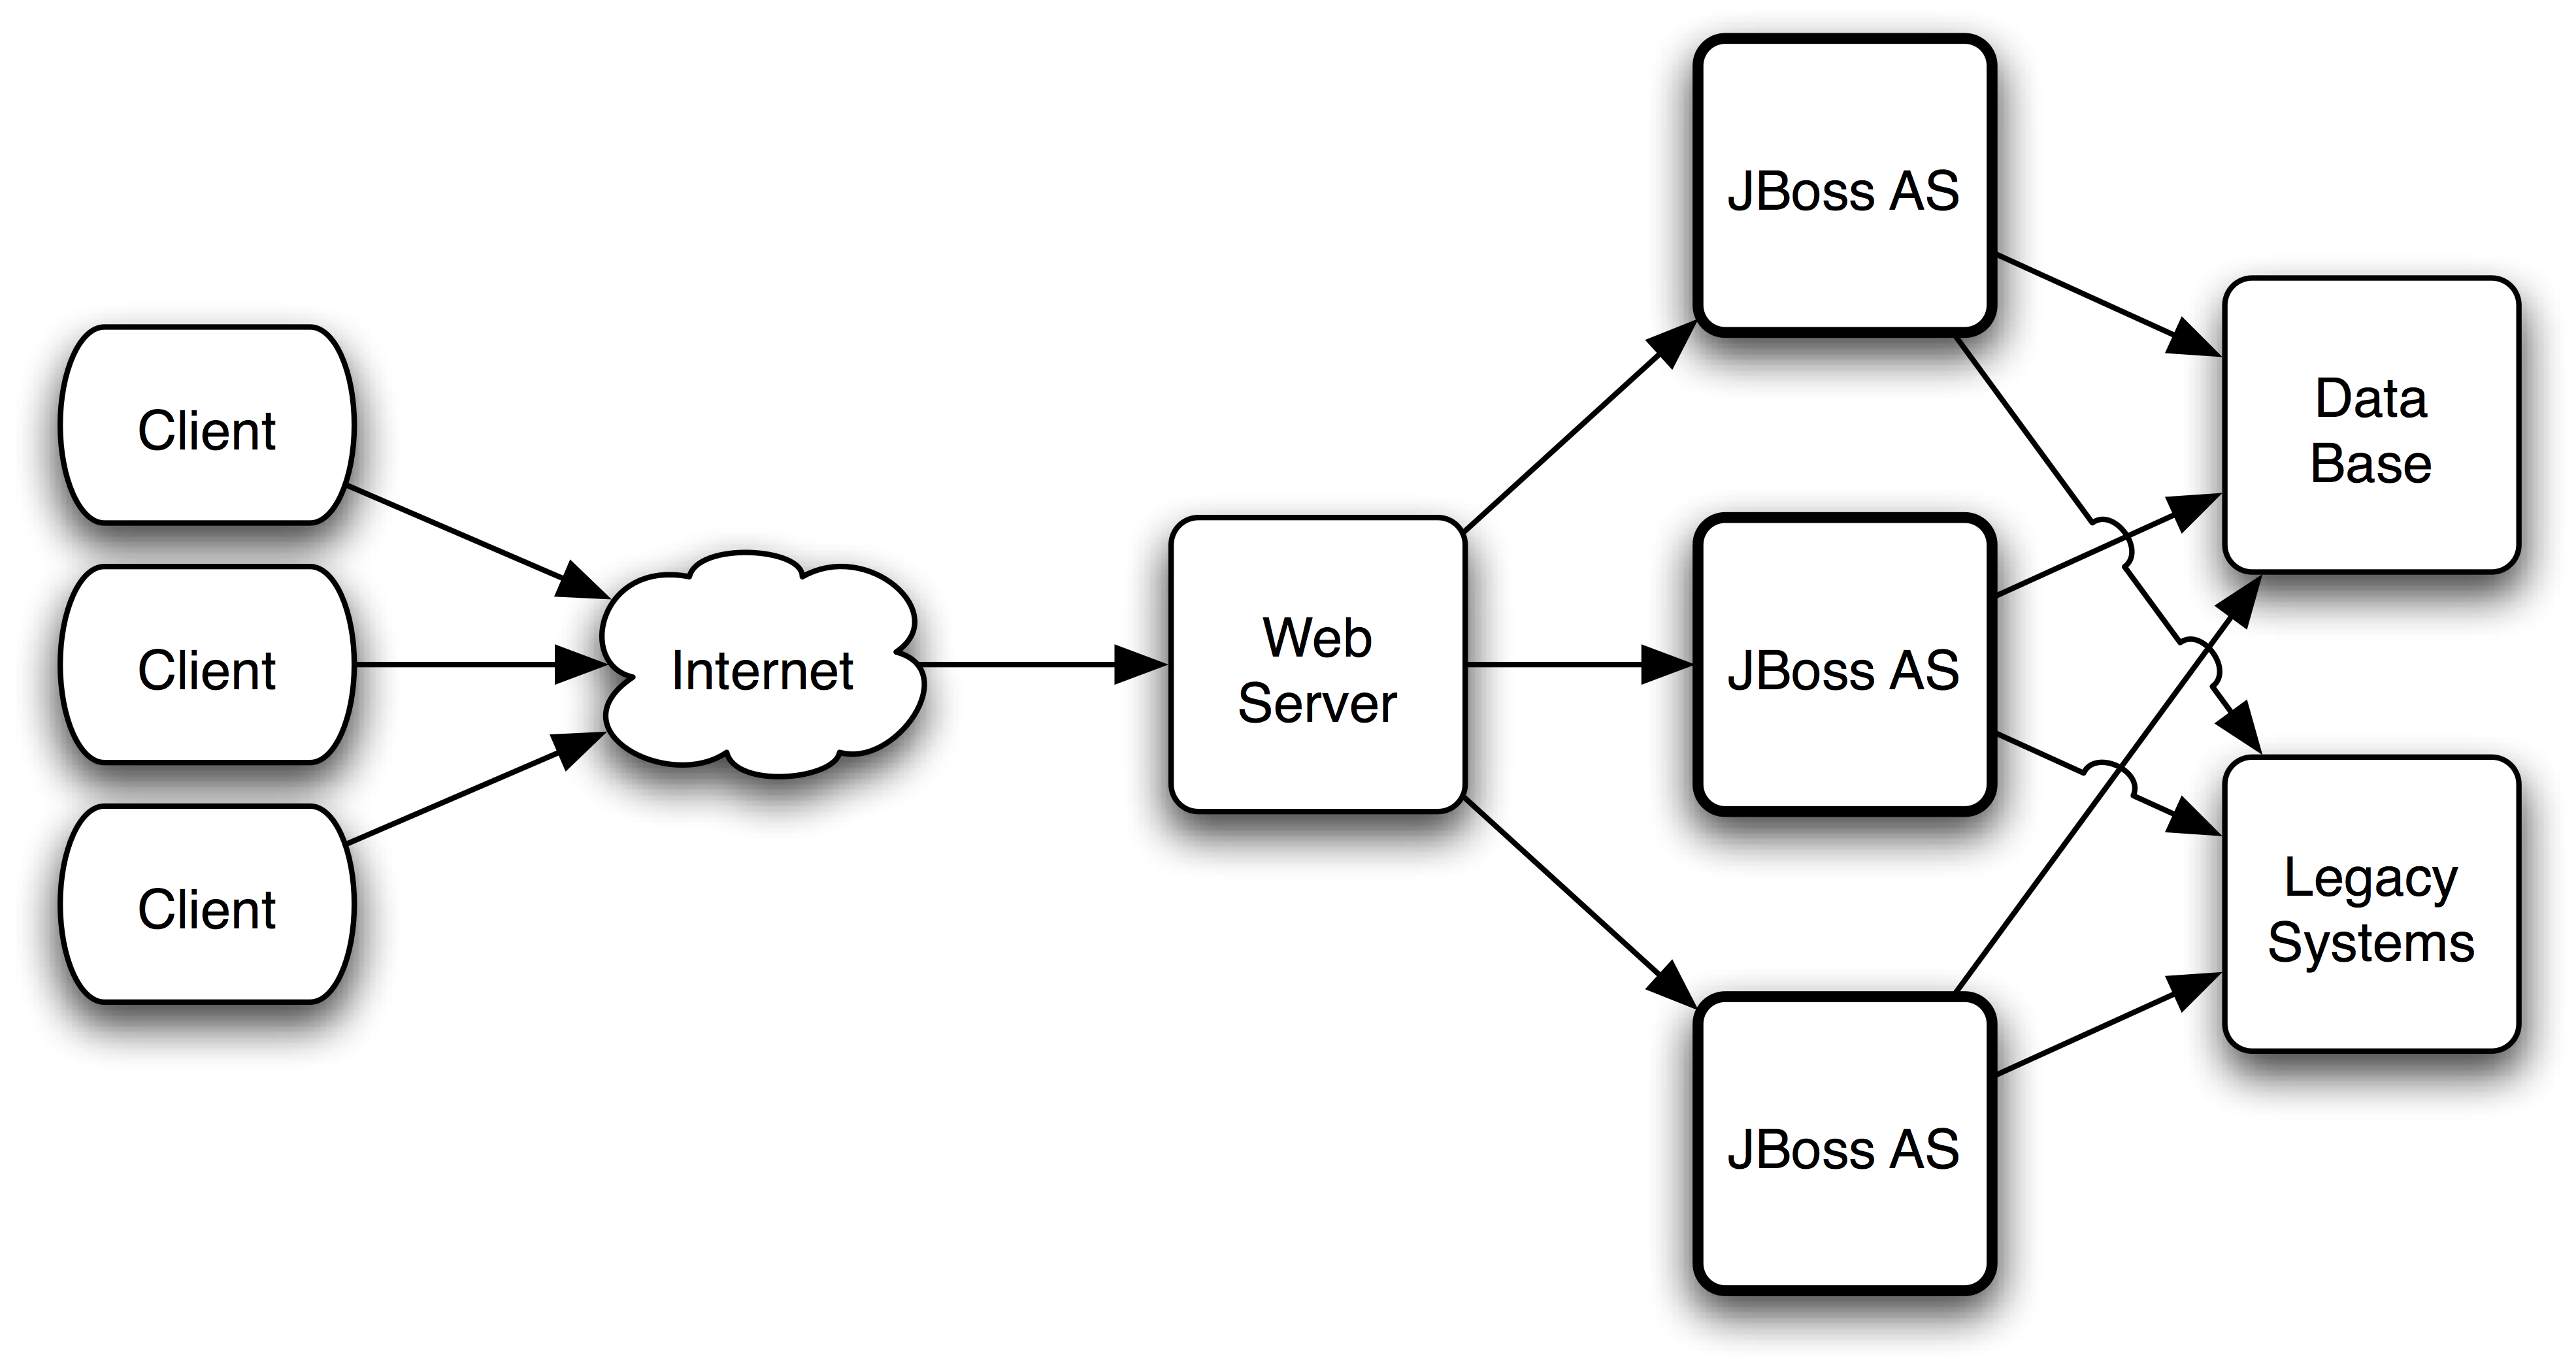 Client
Client
Client
Internet
Web
Server
JBoss AS
JBoss AS
JBoss AS
Data
Base
Legacy
Systems